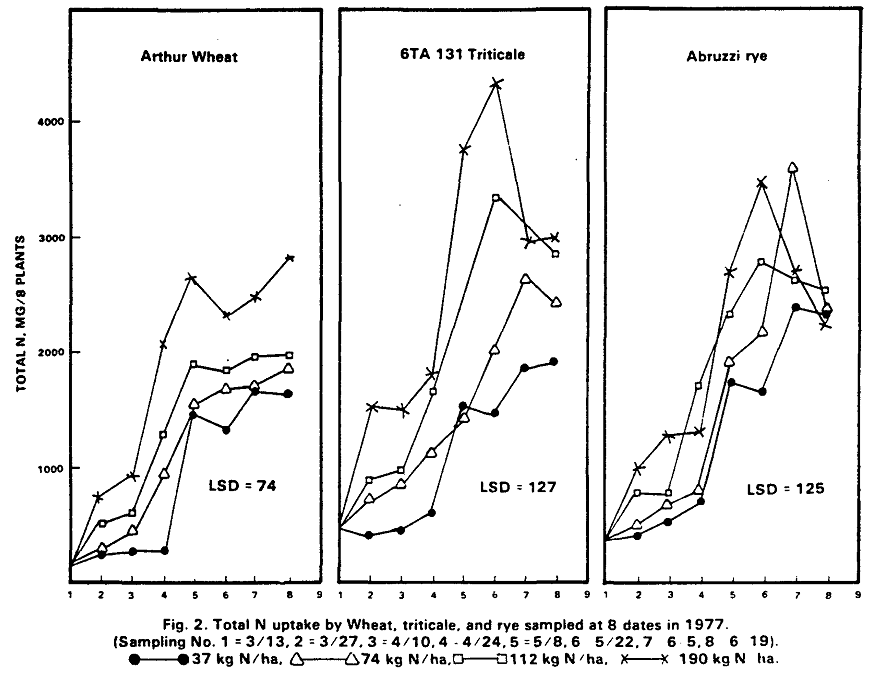 Arthur Wheat
6TA 131 Triticale
Abruzzi rye
4000
3000
2000
1000
TOTAL N, MG/8 PLANTS
LSD = 74
LSD = 127
LSD = 125
1 2 3 4 5 6 7 8 9
1 2 3 4 5 6 7 8 9
1 2 3 4 5 6 7 8 9
Fig. 2. Total N uptake by Wheat, triticale, and rye sampled at 8 dates in 1977.
(Sampling No. 1 = 3/13, 2 = 3/27, 3 = 4/10, 4 - 4/24, 5 = 5/8, 6 5/22, 7 6 5, 8 6 19).
37 kg N/ha, 74 kg N/ha, 112 kg N/ha, 190 kg N ha.